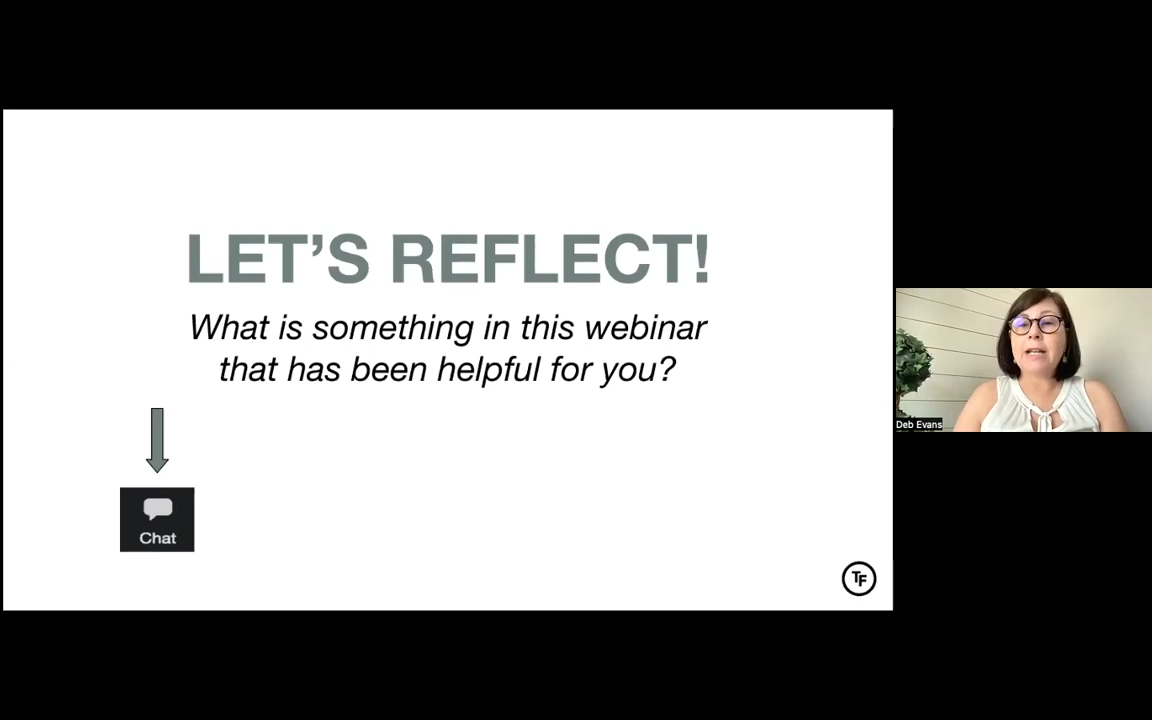 LET’S REFLECT!
What is something in this webinar
that has been helpful for you?
Chat
TF
Deb Evans